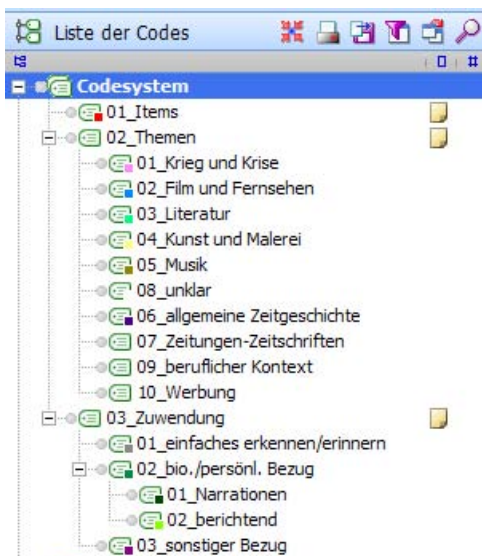 Liste der Codes
#
Codesystem
01_Items
02_Themen
01_Krieg und Krise
02_Film und Fernsehen
03_Literatur
04_Kunst und Malerei
05_Musik
08_unklar
06_allgemeine Zeitgeschichte
07_Zeitungen-Zeitschriften
09_beruflicher Kontext
10_Werbung
03_Zuwendung
01_einfaches erkennen/erinnern
02_bio./persönl. Bezug
01_Narrationen
02_berichtend
03_sonstiger Bezug